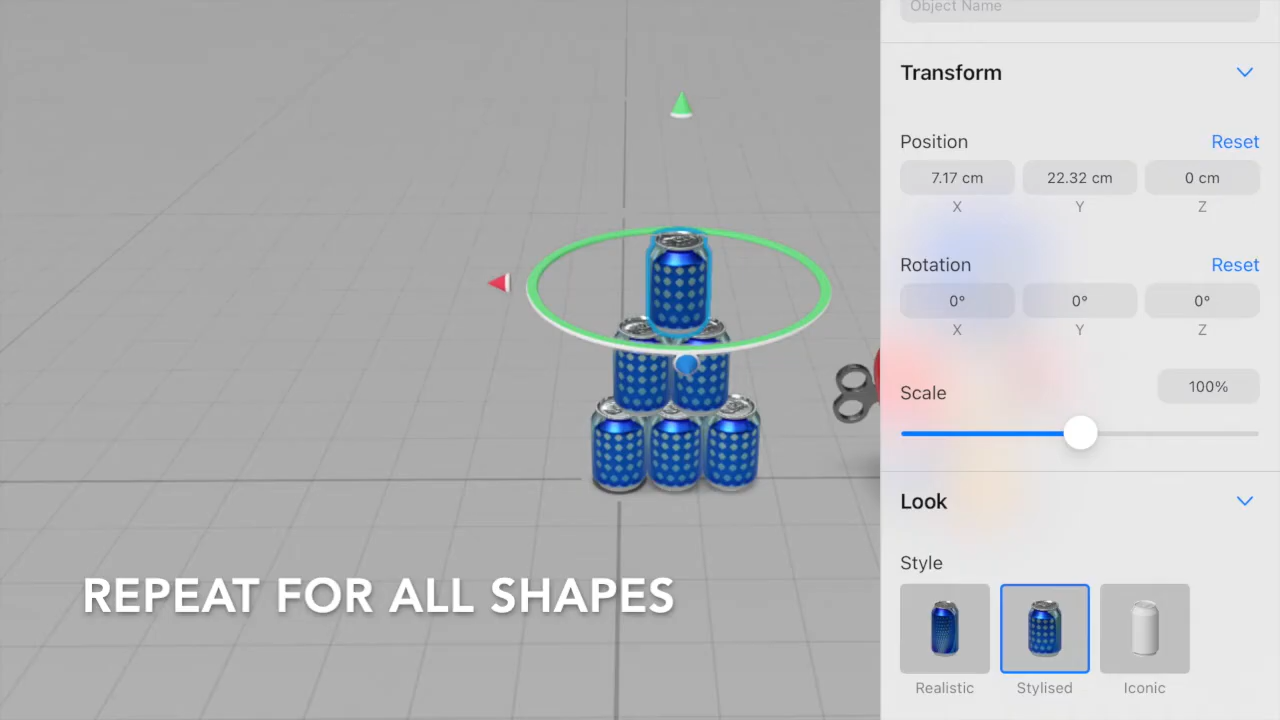 Object Name
Transform
Position
Reset
7.17 cm
22.32 cm
0 cm
X
Y
Z
Rotation
Reset
0°
0°
0°
X
Y
Z
Scale
100%
Look
Style
Realistic
Stylised
Iconic
REPEAT FOR ALL SHAPES